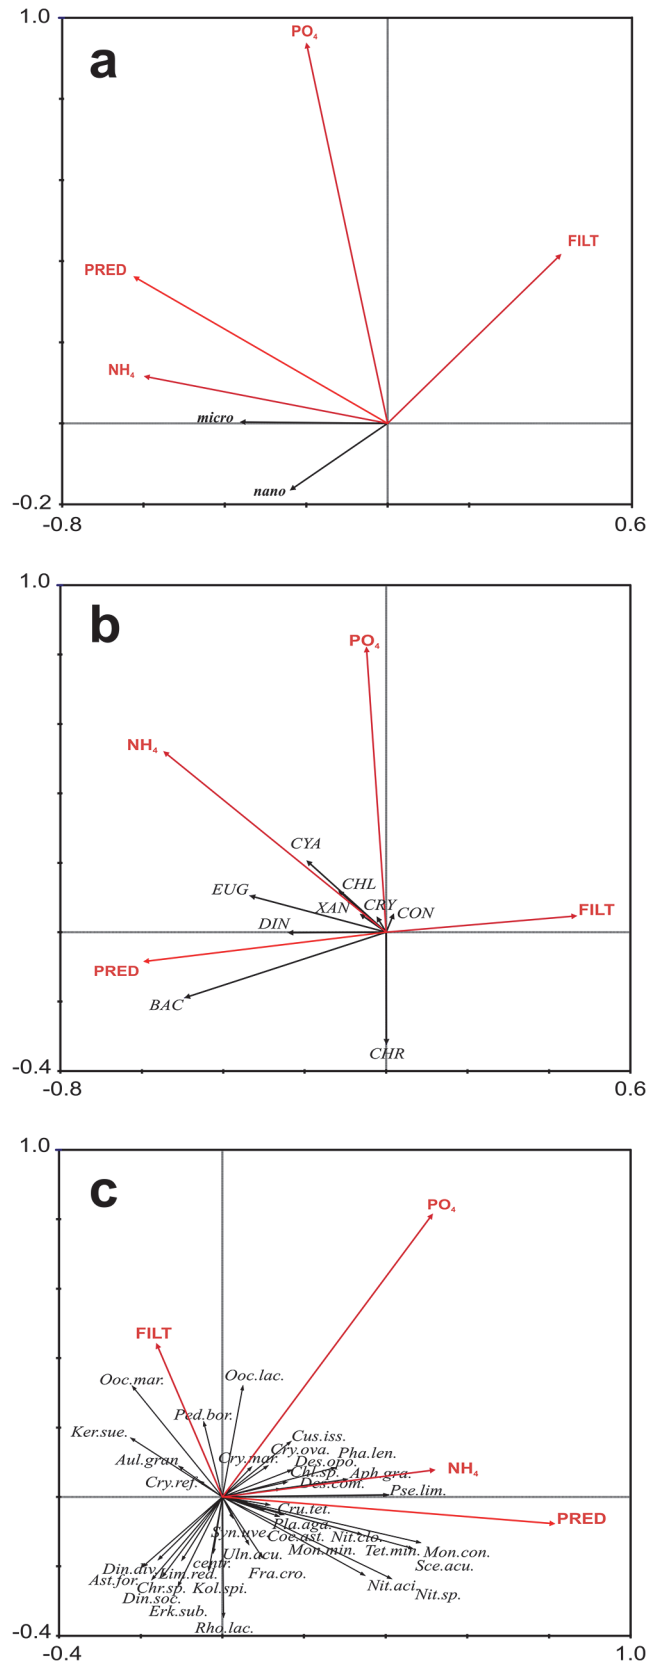 1.0
a
PO₄
FILT
PRED
NH₄
micro
nano
-0.2
-0.8
0.6
1.0
b
PO₄
NH₄
CYA
EUG
CHL
XAN
CRY
CON
FILT
DIN
PRED
BAC
CHR
-0.4
-0.8
0.6
1.0
c
PO₄
FILT
Ooc.mar.
Ooc.lac.
Ped.bor.
Ker.sue.
Cus.iss.
Cry.ova.
Aul.gran
Cry.mar.
Des.opo.
Pha.len.
Chl.sp.
Aph.gra.
NH₄
Cry.ref.
Des.com.
Pse.lim.
Cru.tet.
PRED
Pla.aga.
Syn.uve.
Coe.ast.
Nit.clo.
Uln.acu.
Mon.min.
Tet.min.
Mon.con.
centr.
Din.div.
Lim.red.
Fra.cro.
Sce.acu.
Ast.for.
Chr.sp.
Kol.spi.
Nit.aci.
Nit.sp.
Din.soc.
Erk.sub.
Rho.lac.
-0.4
-0.4
1.0